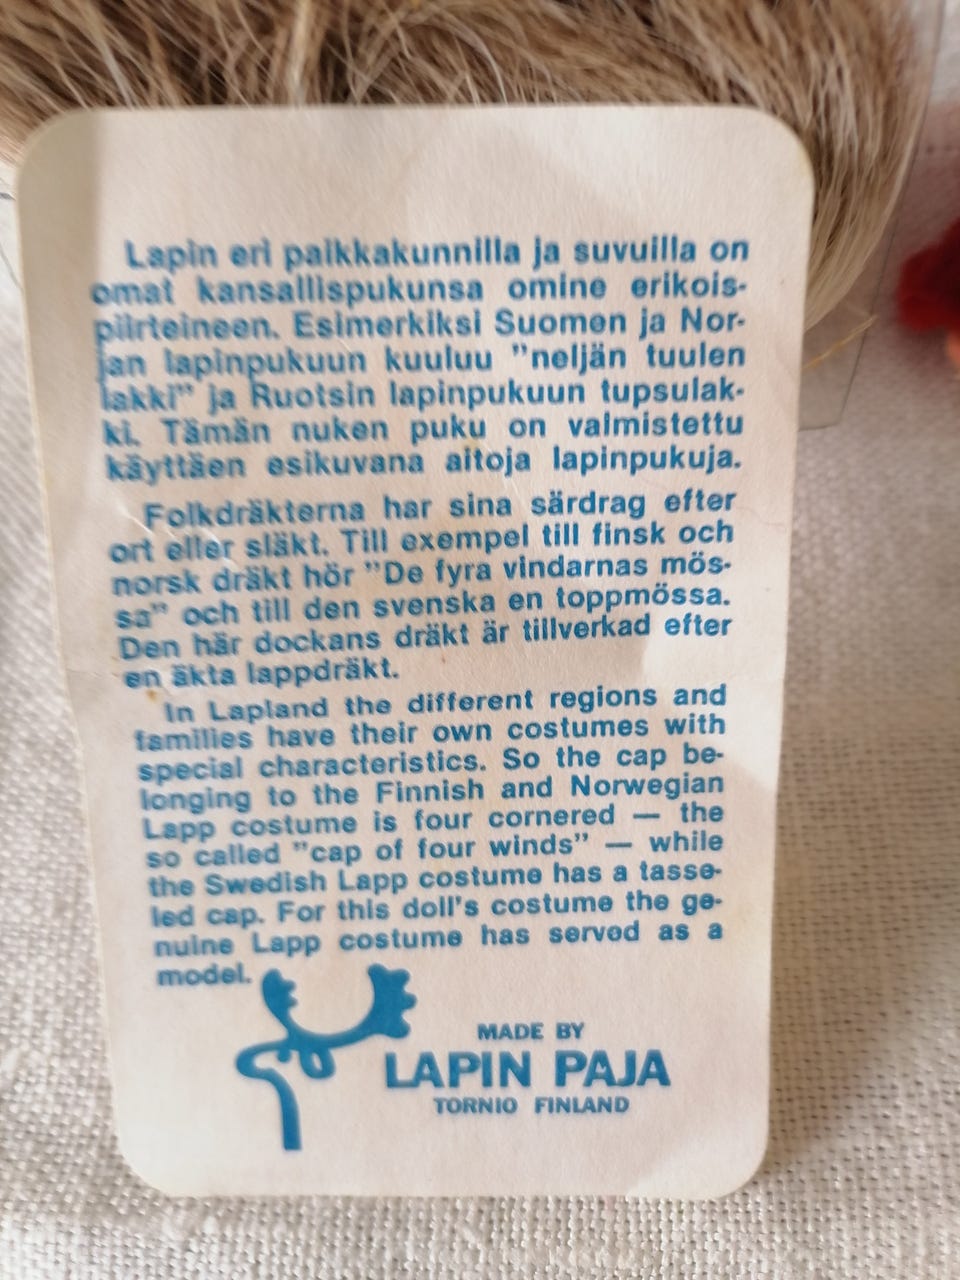 Lapin eri paikkakunnilla ja suvuilla on
omat kansallispukunsa omine erikois-
piirteineen. Esimerkiksi Suomen ja Nor-
jan lapinpukuun kuuluu "neljän tuulen
lakki" ja Ruotsin lapinpukuun tupsulak-
ki. Tämän nuken puku on valmistettu
käyttäen esikuvana aitoja lapinpukuja.
Folkdräkterna har sina särdrag efter
ort eller släkt. Till exempel till finsk och
norsk dräkt hör "De fyra vindarnas mös-
sa" och till den svenska en toppmössa.
Den här dockans dräkt är tillverkad efter
en äkta lappdräkt.
In Lapland the different regions and
families have their own costumes with
special characteristics. So the cap be-
longing to the Finnish and Norwegian
Lapp costume is four cornered — the
so called "cap of four winds" — while
the Swedish Lapp costume has a tasse-
led cap. For this doll's costume the ge-
nuine Lapp costume has served as a
model.
MADE BY
LAPIN PAJA
TORNIO FINLAND